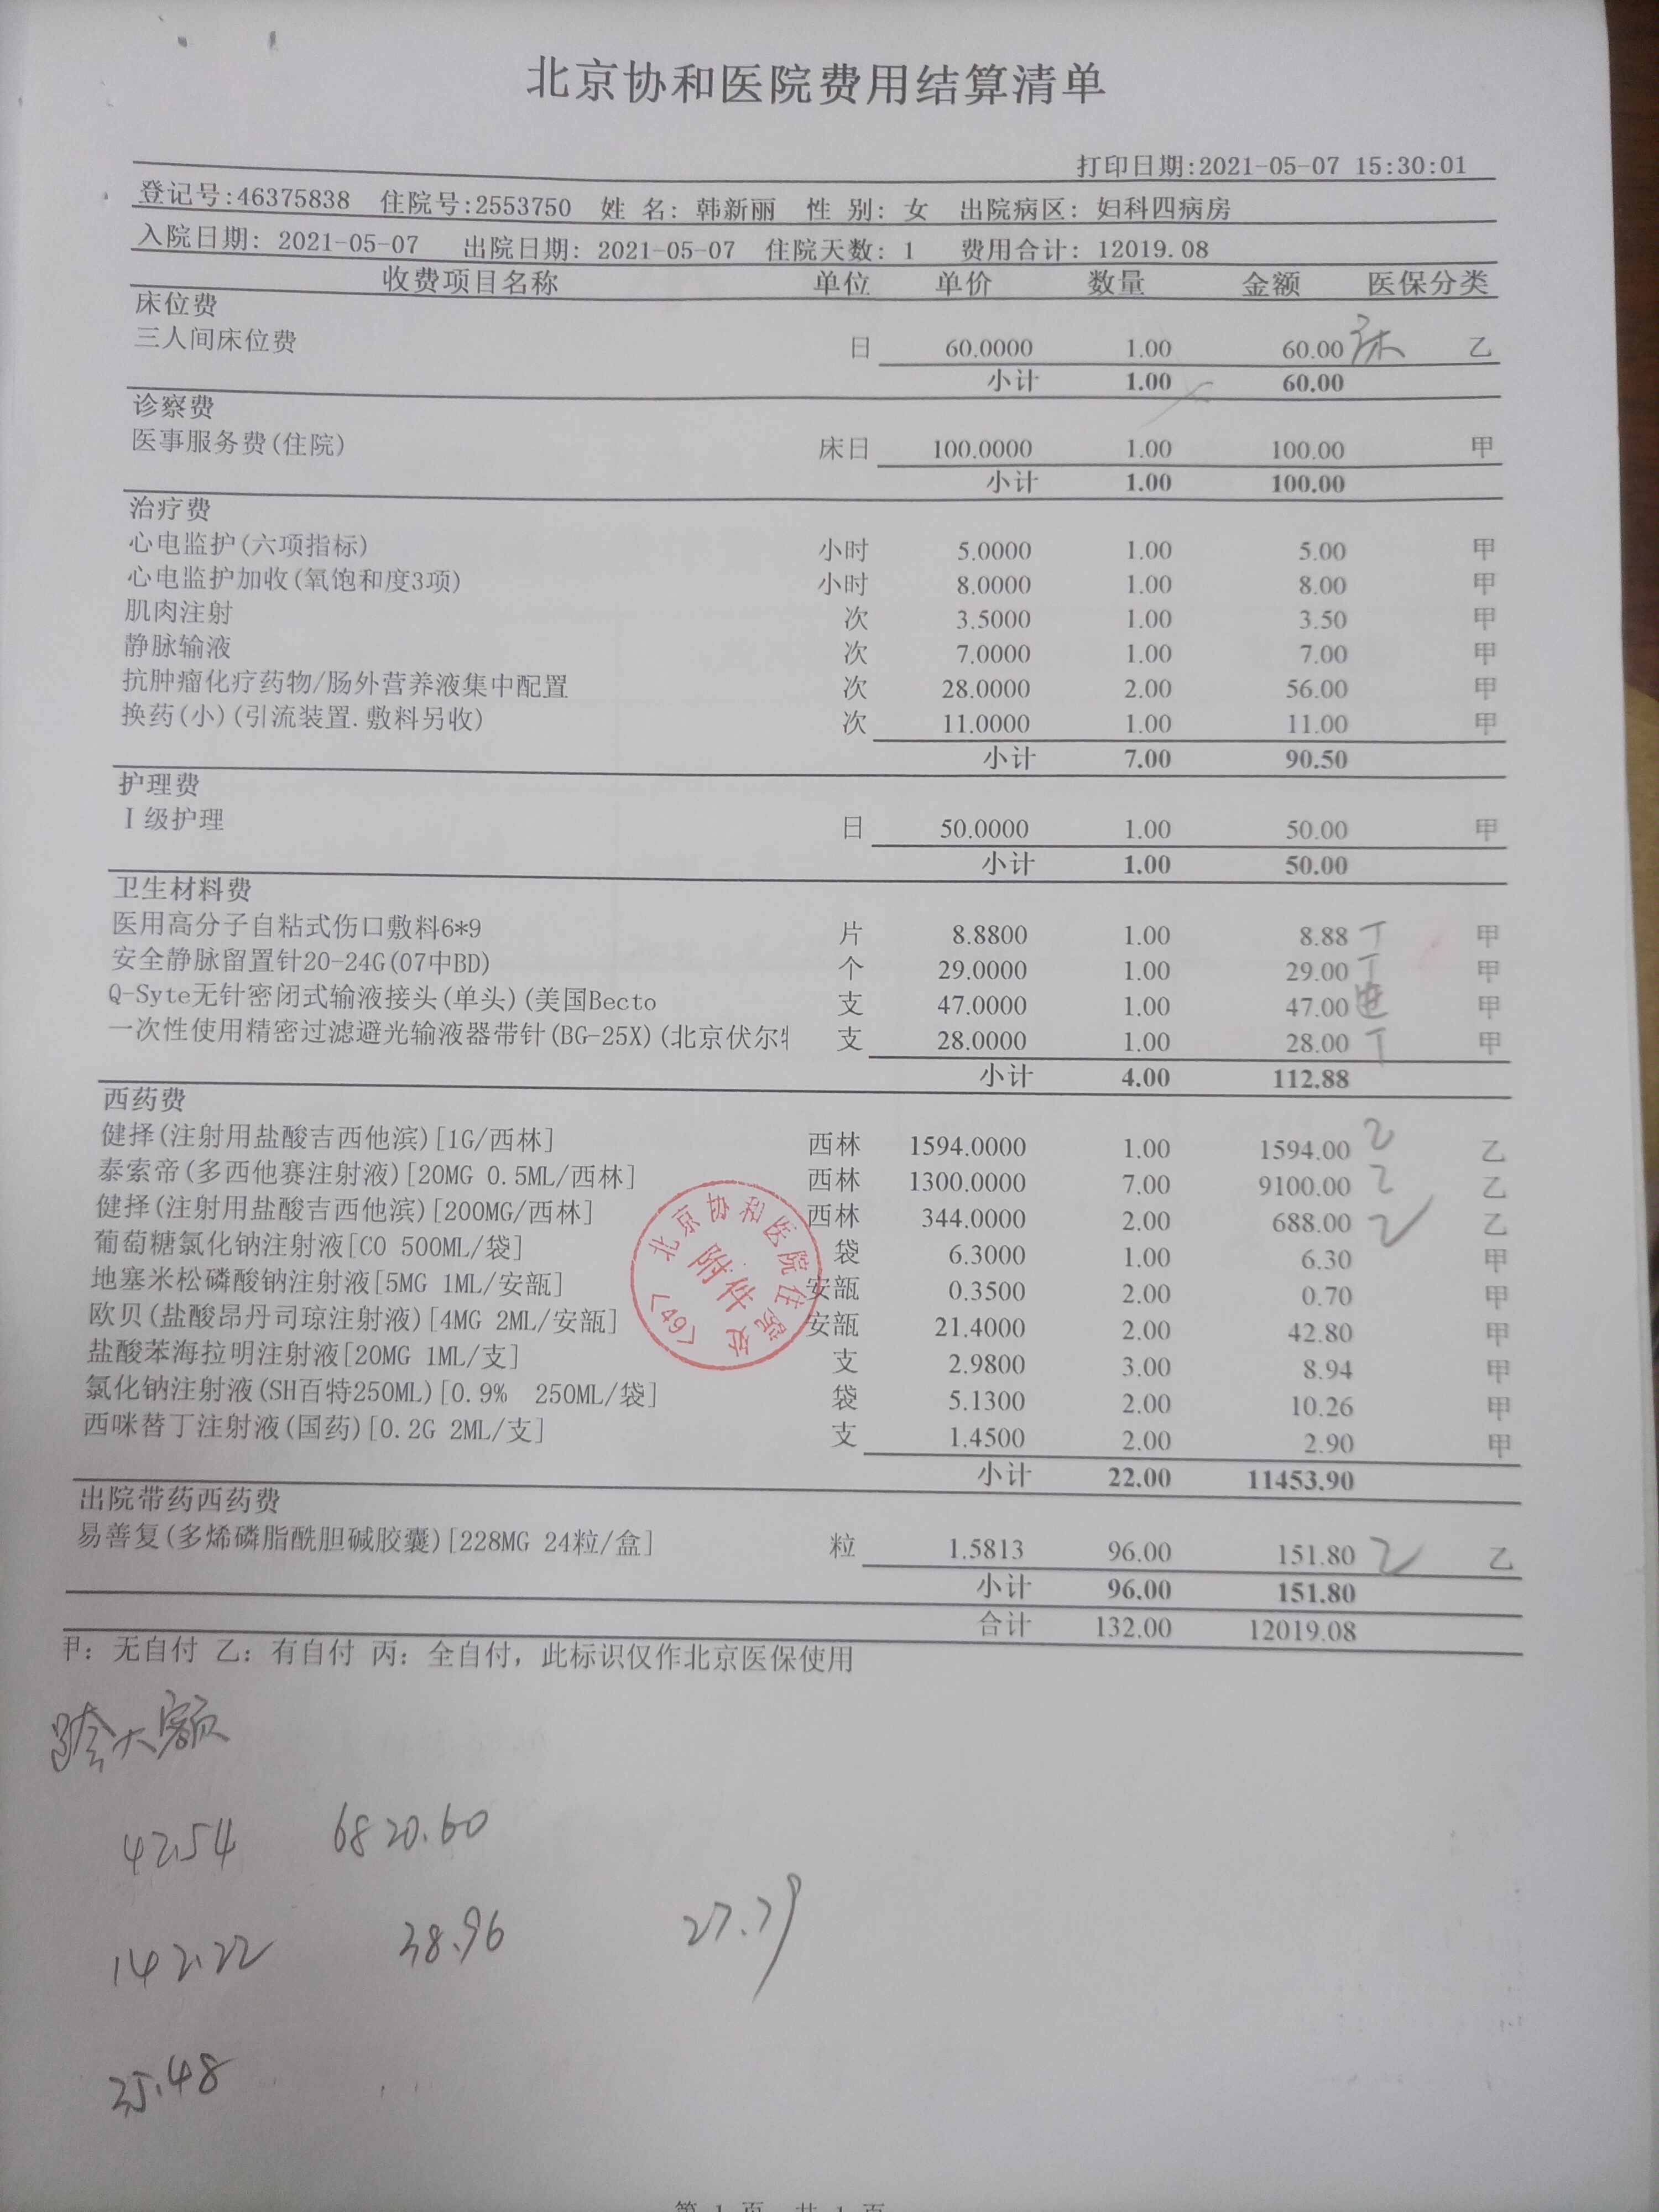 北京协和医院费用结算清单
打印日期:2021-05-07 15:30:01
登记号:46375838 住院号:2553750 姓 名: 韩新丽 性 别: 女 出院病区: 妇科四病房
入院日期: 2021-05-07 出院日期: 2021-05-07 住院天数: 1 费用合计: 12019.08
收费项目名称 单位 单价 数量 金额 医保分类
床位费
三人间床位费 日 60.0000 1.00 60.00 床 乙
小计 1.00 60.00
诊察费
医事服务费(住院) 床日 100.0000 1.00 100.00 甲
小计 1.00 100.00
治疗费
心电监护(六项指标) 小时 5.0000 1.00 5.00 甲
心电监护加收(氧饱和度3项) 小时 8.0000 1.00 8.00 甲
肌肉注射 次 3.5000 1.00 3.50 甲
静脉输液 次 7.0000 1.00 7.00 甲
抗肿瘤化疗药物/肠外营养液集中配置 次 28.0000 2.00 56.00 甲
换药(小)(引流装置.敷料另收) 次 11.0000 1.00 11.00 甲
小计 7.00 90.50
护理费
Ⅰ级护理 日 50.0000 1.00 50.00 甲
小计 1.00 50.00
卫生材料费
医用高分子自粘式伤口敷料6*9 片 8.8800 1.00 8.88 丁 甲
安全静脉留置针20-24G(07中BD) 个 29.0000 1.00 29.00 丁 甲
Q-Syte无针密闭式输液接头(单头)(美国Becto 支 47.0000 1.00 47.00 甲
一次性使用精密过滤避光输液器带针(BG-25X)(北京伏尔特 支 28.0000 1.00 28.00 丁 甲
小计 4.00 112.88
西药费
健择(注射用盐酸吉西他滨)[1G/西林] 西林 1594.0000 1.00 1594.00 乙 乙
泰索帝(多西他赛注射液)[20MG 0.5ML/西林] 西林 1300.0000 7.00 9100.00 乙 乙
健择(注射用盐酸吉西他滨)[200MG/西林] 西林 344.0000 2.00 688.00 乙 乙
葡萄糖氯化钠注射液[CO 500ML/袋] 袋 6.3000 1.00 6.30 甲
地塞米松磷酸钠注射液[5MG 1ML/安瓿] 安瓿 0.3500 2.00 0.70 甲
欧贝(盐酸昂丹司琼注射液)[4MG 2ML/安瓿] 安瓿 21.4000 2.00 42.80 甲
盐酸苯海拉明注射液[20MG 1ML/支] 支 2.9800 3.00 8.94 甲
氯化钠注射液(SH百特250ML)[0.9% 250ML/袋] 袋 5.1300 2.00 10.26 甲
西咪替丁注射液(国药)[0.2G 2ML/支] 支 1.4500 2.00 2.90 甲
北京协和医院住院处
附件
<49>
小计 22.00 11453.90
出院带药西药费
易善复(多烯磷脂酰胆碱胶囊)[228MG 24粒/盒] 粒 1.5813 96.00 151.80 乙 乙
小计 96.00 151.80
合计 132.00 12019.08
甲: 无自付 乙: 有自付 丙: 全自付, 此标识仅作北京医保使用
跨大额
42.54 6820.60
142.22 38.96 27.79
35.48
第 1 页 共 1 页